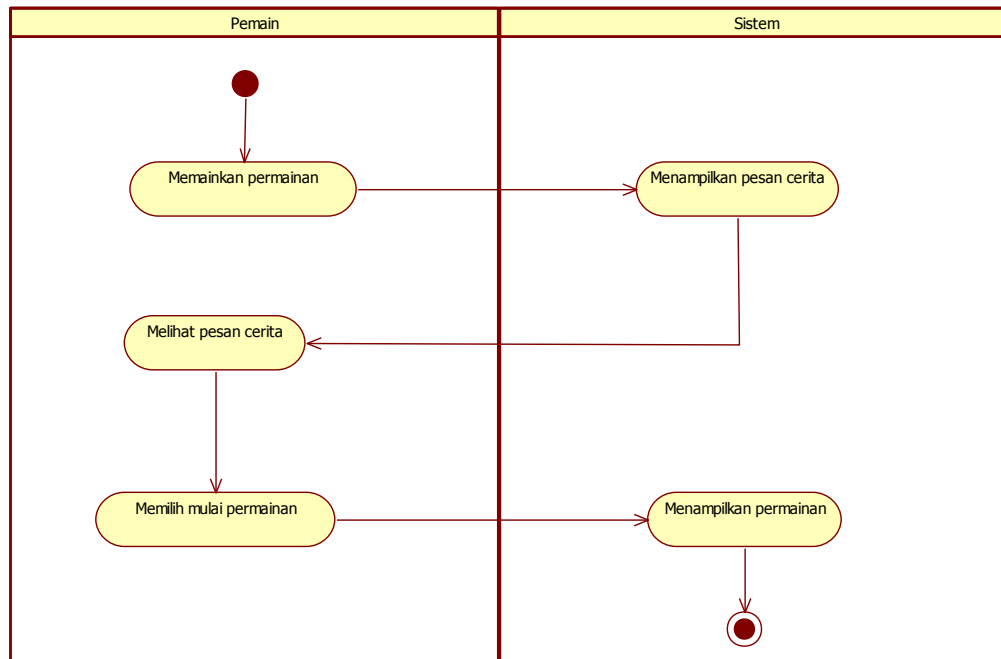 Pemain
Sistem
Memainkan permainan
Menampilkan pesan cerita
Melihat pesan cerita
Memilih mulai permainan
Menampilkan permainan